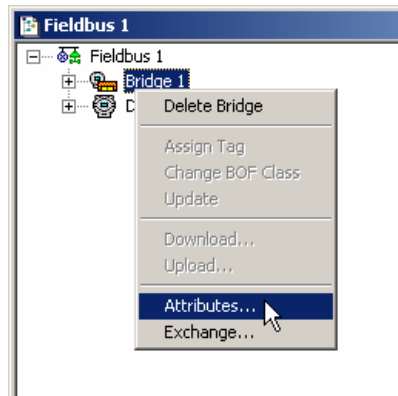 Fieldbus 1
Fieldbus 1
Bridge 1
D
Delete Bridge
Assign Tag
Change BOF Class
Update
Download...
Upload...
Attributes...
Exchange...